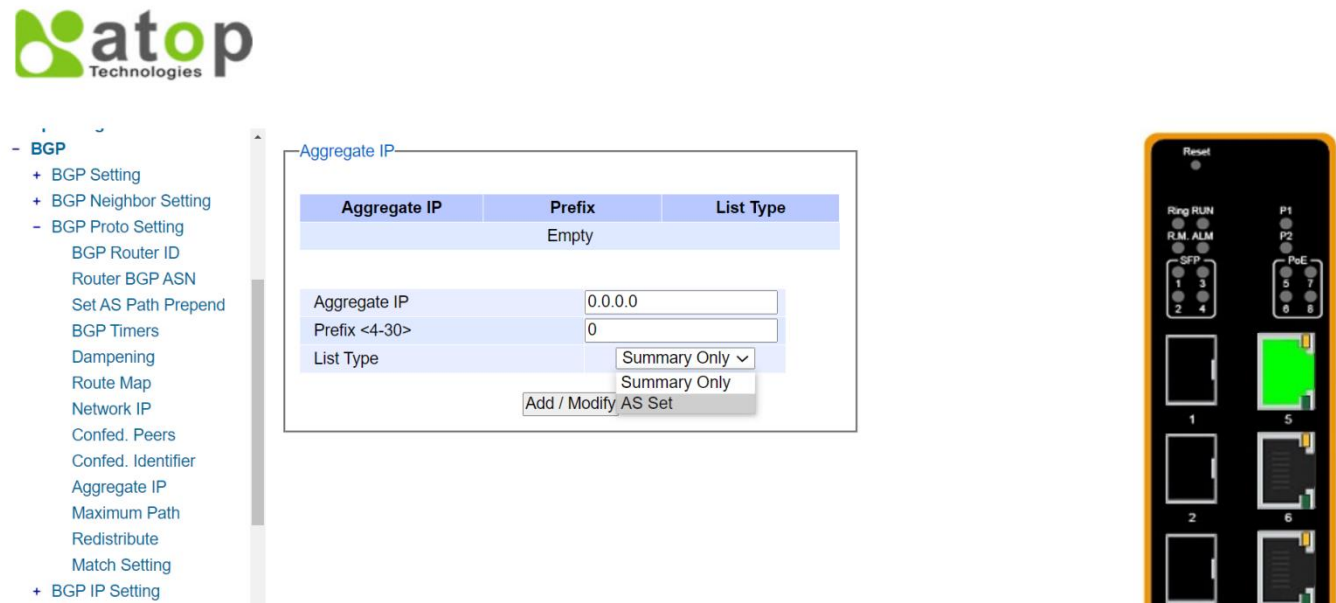 atop
Technologies
- BGP
+ BGP Setting
+ BGP Neighbor Setting
- BGP Proto Setting
BGP Router ID
Router BGP ASN
Set AS Path Prepend
BGP Timers
Dampening
Route Map
Network IP
Confed. Peers
Confed. Identifier
Aggregate IP
Maximum Path
Redistribute
Match Setting
+ BGP IP Setting
Aggregate IP
Aggregate IP Prefix List Type
Empty
Aggregate IP 0.0.0.0
Prefix <4-30> 0
List Type Summary Only
Summary Only
AS Set
Add / Modify
Reset
Ring RUN P1
R.M. ALM P2
SFP PoE
1 3 5 7
2 4 6 8
1 5
2 6